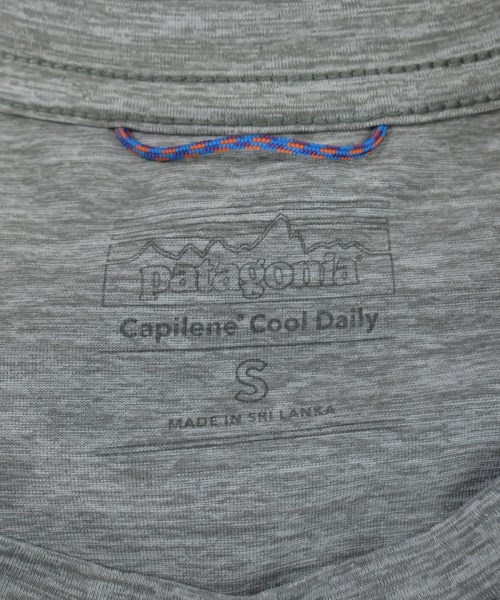 patagonia®
Capilene® Cool Daily
S
MADE IN SRI LANKA